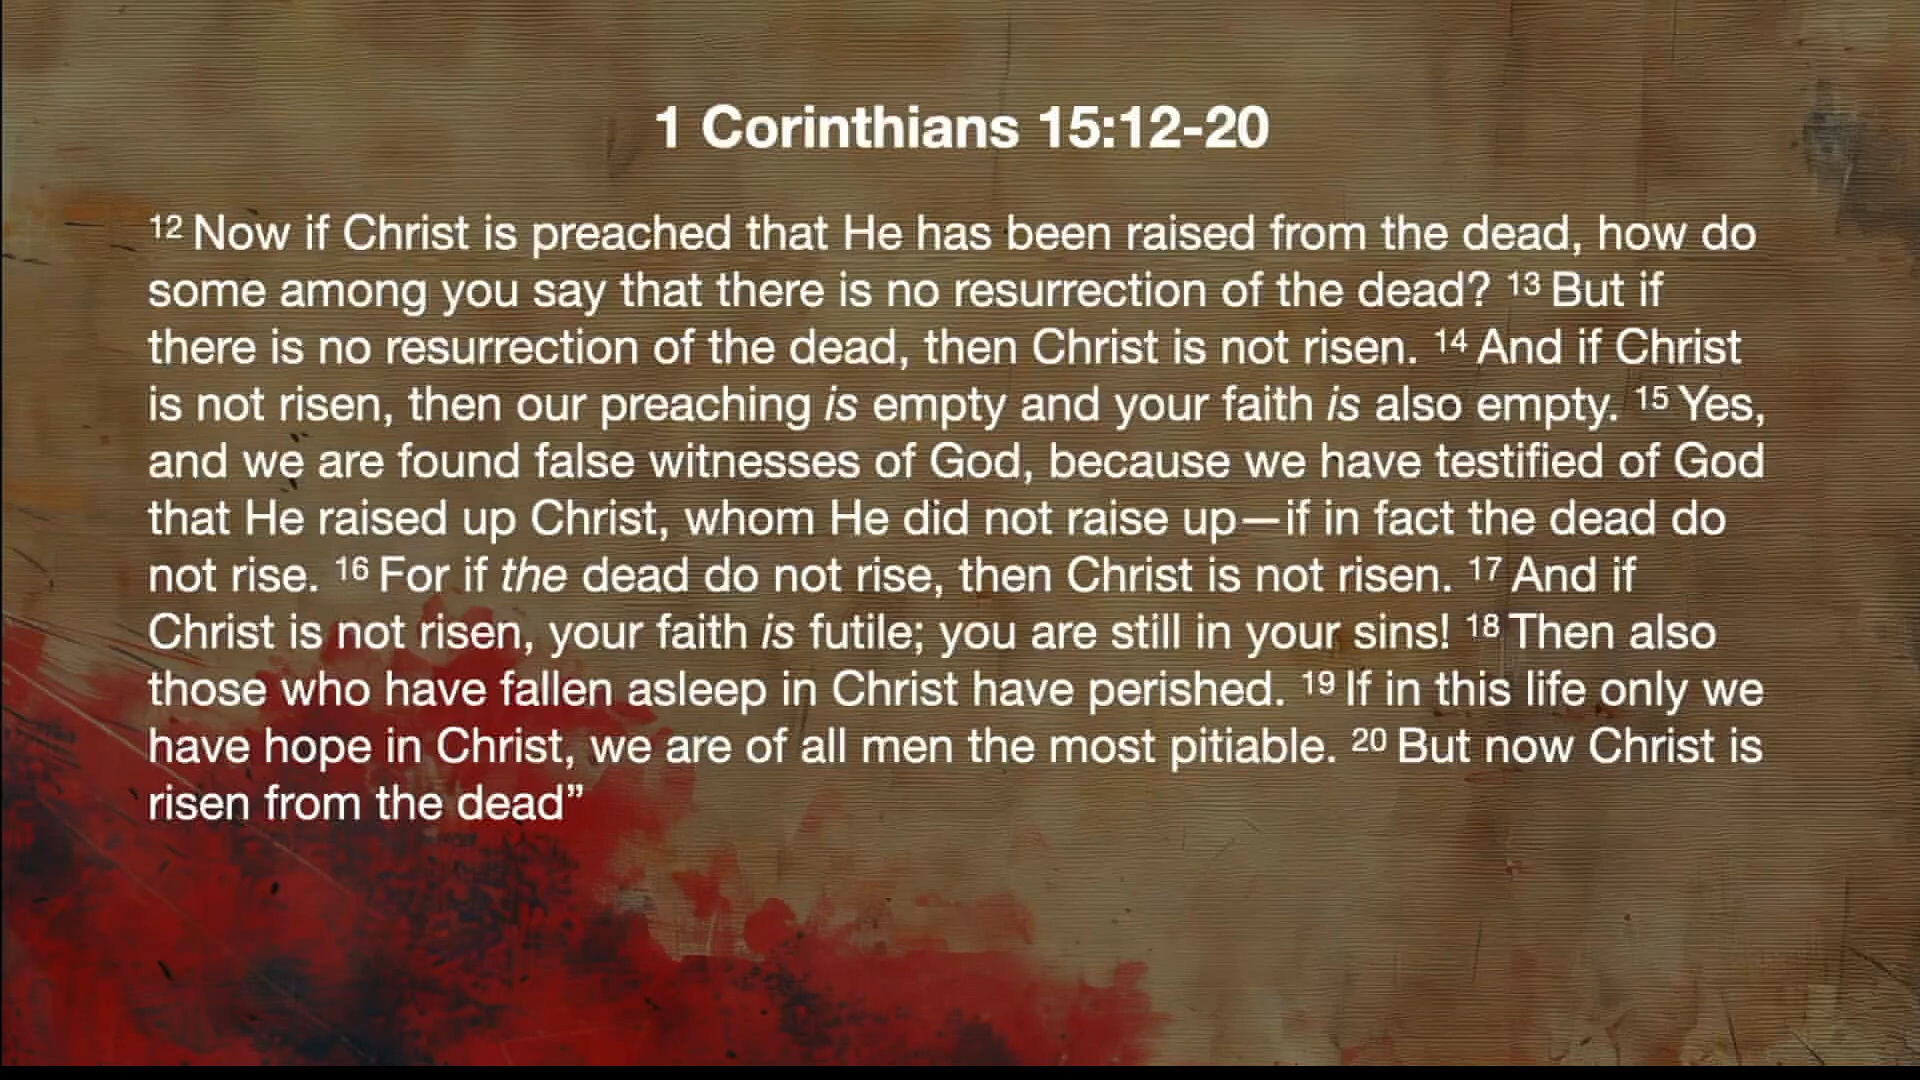 1 Corinthians 15:12-20
12 Now if Christ is preached that He has been raised from the dead, how do
some among you say that there is no resurrection of the dead? 13 But if
there is no resurrection of the dead, then Christ is not risen. 14 And if Christ
is not risen, then our preaching is empty and your faith is also empty. 15 Yes,
and we are found false witnesses of God, because we have testified of God
that He raised up Christ, whom He did not raise up—if in fact the dead do
not rise. 16 For if the dead do not rise, then Christ is not risen. 17 And if
Christ is not risen, your faith is futile; you are still in your sins! 18 Then also
those who have fallen asleep in Christ have perished. 19 If in this life only we
have hope in Christ, we are of all men the most pitiable. 20 But now Christ is
risen from the dead”